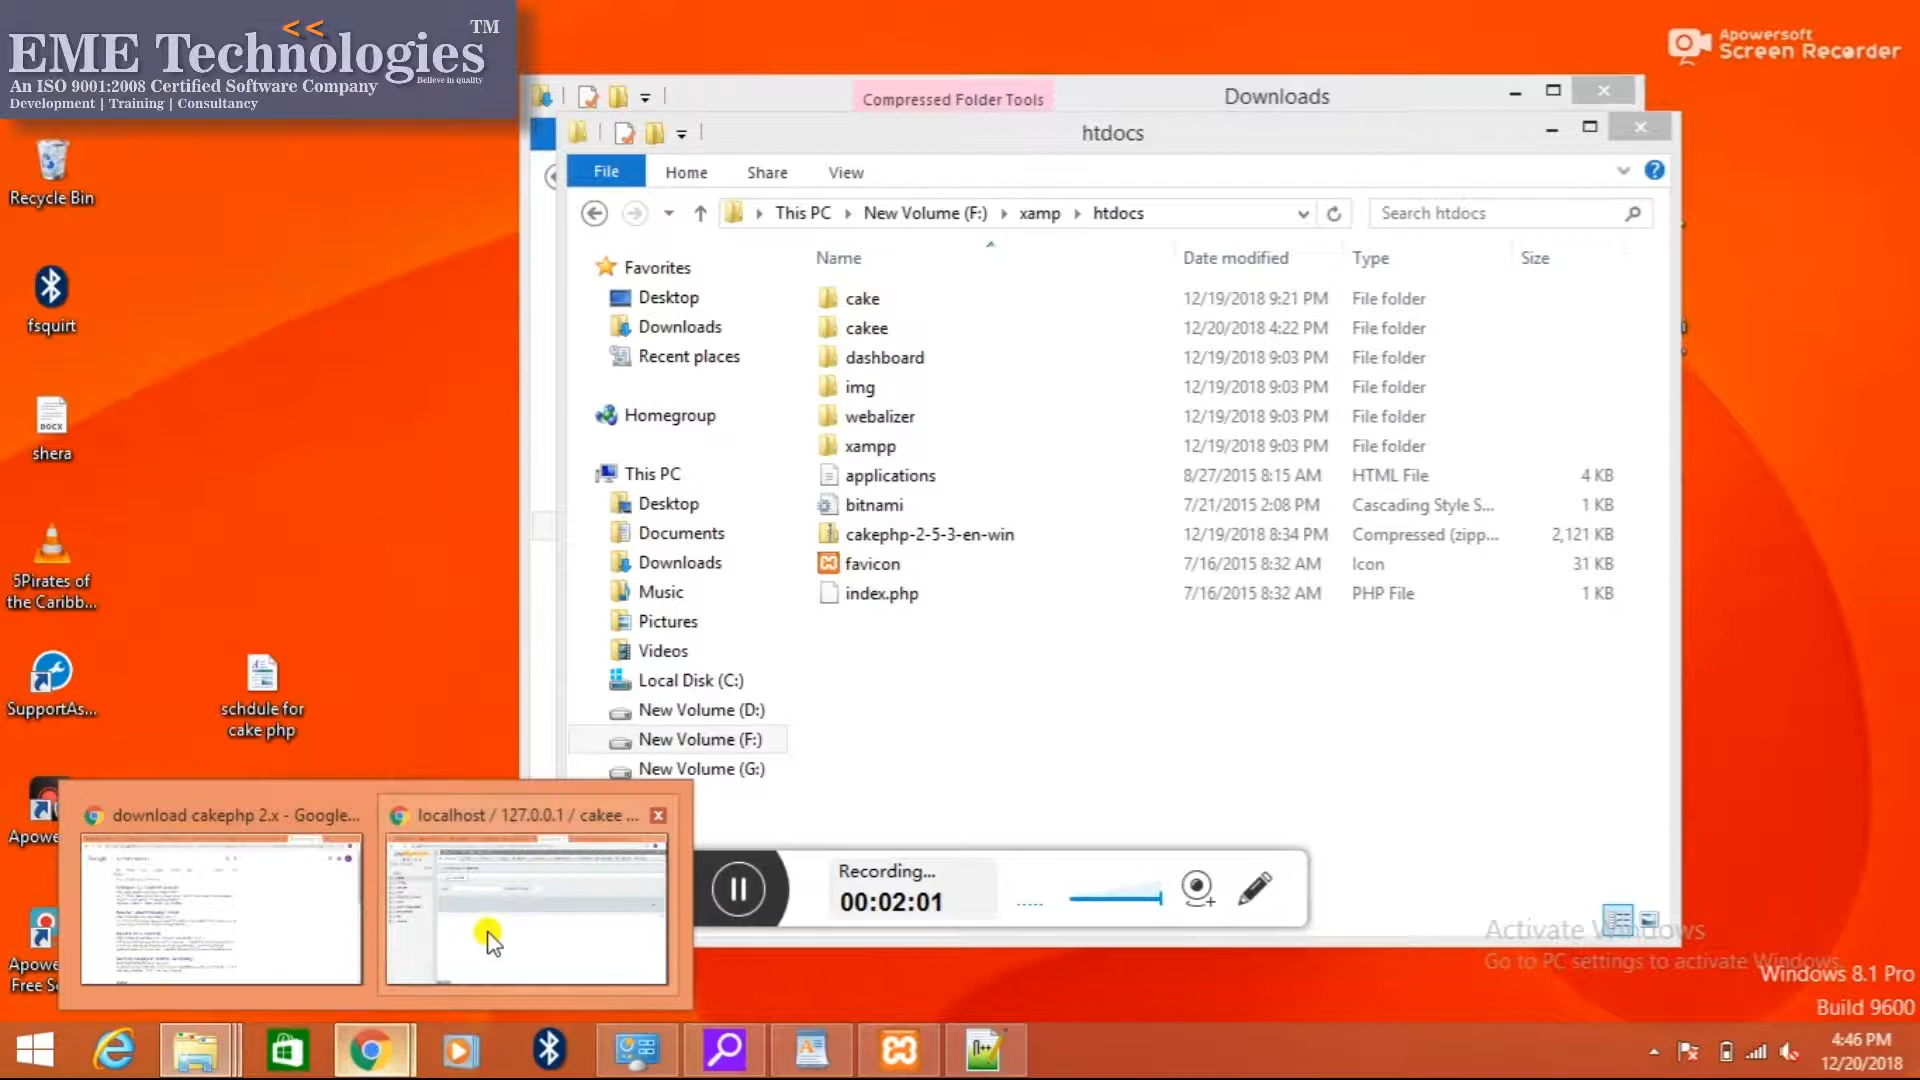 EME Technologies
<<
TM
Believe in quality
An ISO 9001:2008 Certified Software Company
Development | Training | Consultancy
Apowersoft
Screen Recorder
Compressed Folder Tools
Downloads
htdocs
File
Home
Share
View
This PC
New Volume (F:)
xamp
htdocs
Search htdocs
Name
Date modified
Type
Size
Favorites
Desktop
Downloads
Recent places
Homegroup
This PC
Desktop
Documents
Downloads
Music
Pictures
Videos
Local Disk (C:)
New Volume (D:)
New Volume (F:)
New Volume (G:)
cake 12/19/2018 9:21 PM File folder
cakee 12/20/2018 4:22 PM File folder
dashboard 12/19/2018 9:03 PM File folder
img 12/19/2018 9:03 PM File folder
webalizer 12/19/2018 9:03 PM File folder
xampp 12/19/2018 9:03 PM File folder
applications 8/27/2015 8:15 AM HTML File 4 KB
bitnami 7/21/2015 2:08 PM Cascading Style S... 1 KB
cakephp-2-5-3-en-win 12/19/2018 8:34 PM Compressed (zipp... 2,121 KB
favicon 7/16/2015 8:32 AM Icon 31 KB
index.php 7/16/2015 8:32 AM PHP File 1 KB
Recycle Bin
fsquirt
DOCX
shera
5Pirates of
the Caribb...
SupportAs...
schdule for
cake php
Apowe
Apowe
Free So
download cakephp 2.x - Google...
localhost / 127.0.0.1 / cakee ...
Recording...
00:02:01
Activate Windows
Go to PC settings to activate Windows.
Windows 8.1 Pro
Build 9600
4:46 PM
12/20/2018